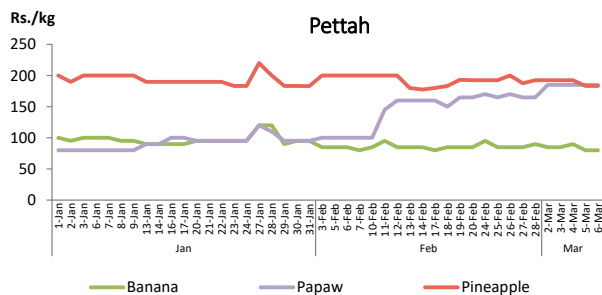 Rs./kg
Pettah
250
200
150
100
50
0
1-Jan
2-Jan
3-Jan
6-Jan
7-Jan
8-Jan
9-Jan
13-Jan
14-Jan
16-Jan
17-Jan
20-Jan
21-Jan
22-Jan
23-Jan
24-Jan
27-Jan
28-Jan
29-Jan
30-Jan
31-Jan
3-Feb
5-Feb
6-Feb
7-Feb
10-Feb
11-Feb
12-Feb
13-Feb
14-Feb
17-Feb
18-Feb
19-Feb
20-Feb
24-Feb
25-Feb
26-Feb
27-Feb
28-Feb
2-Mar
3-Mar
4-Mar
5-Mar
6-Mar
Jan Feb Mar
Banana Papaw Pineapple